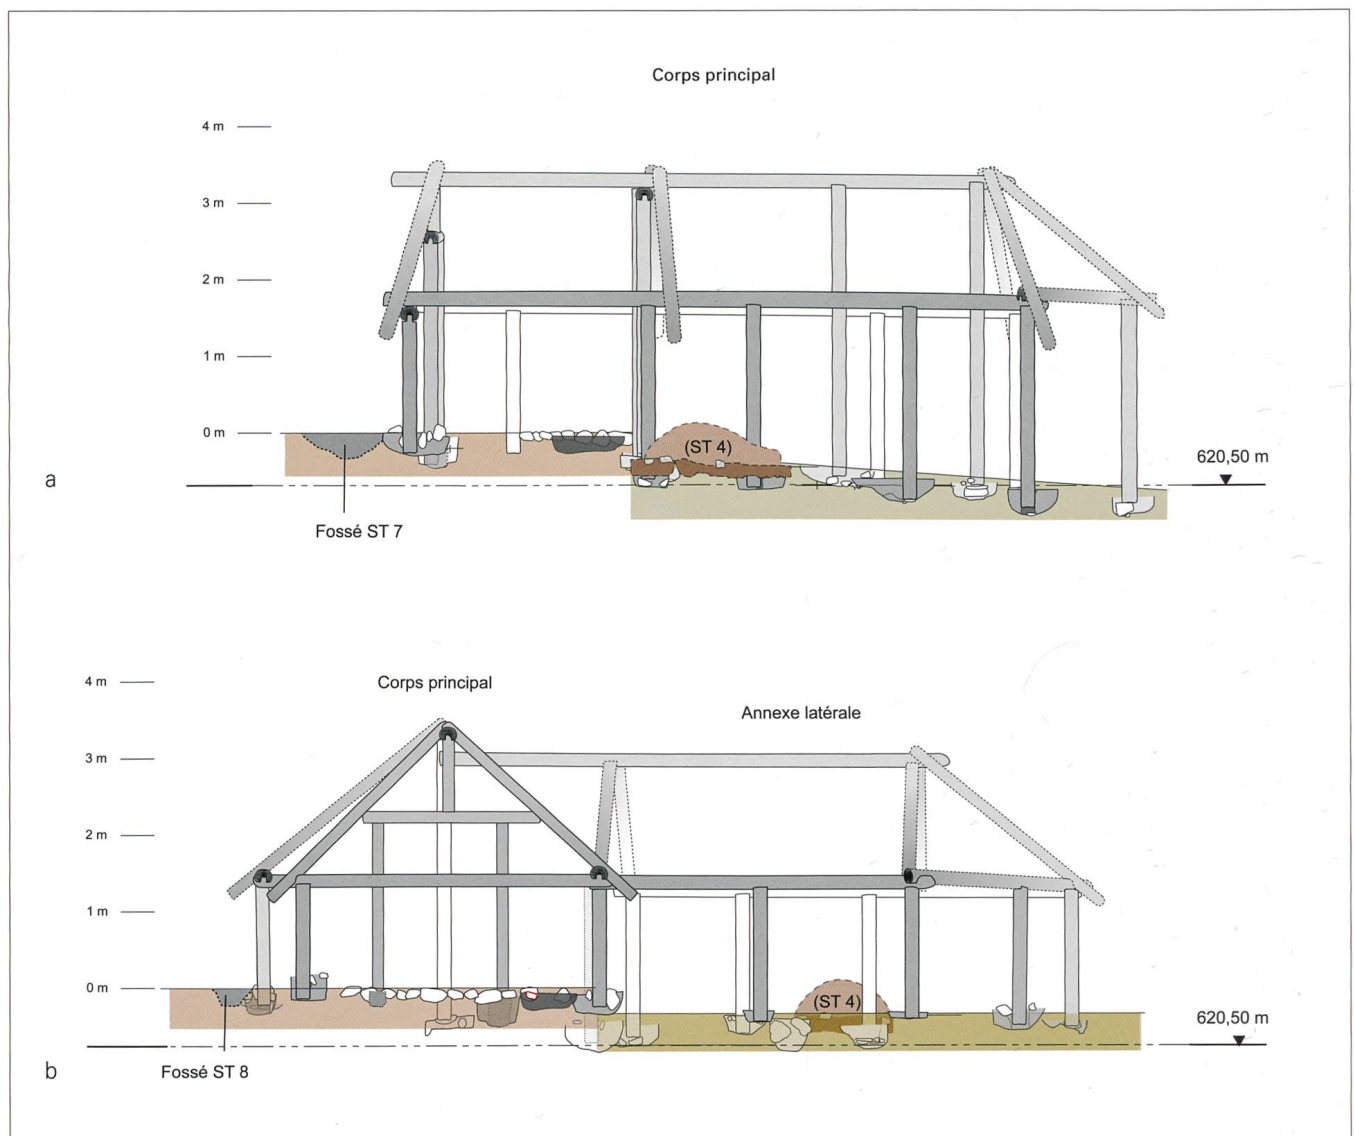 Corps principal
4 m
3 m
2 m
1 m
0 m
(ST 4)
620,50 m
a
Fossé ST 7
4 m
Corps principal
Annexe latérale
3 m
2 m
1 m
0 m
(ST 4)
620,50 m
b
Fossé ST 8